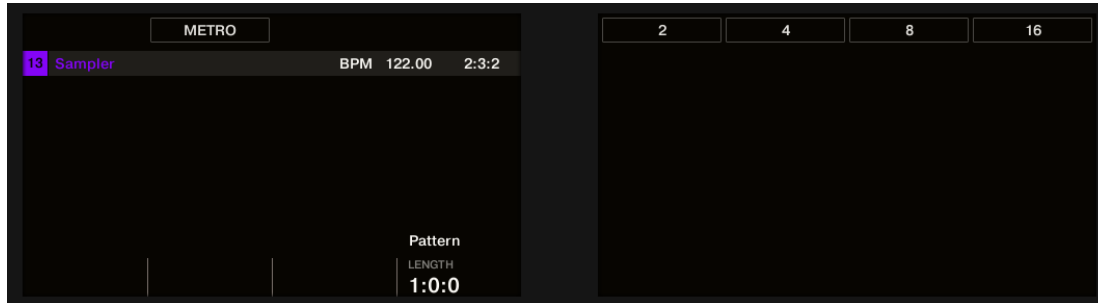 METRO
13 Sampler BPM 122.00 2:3:2
Pattern
LENGTH
1:0:0
2 4 8 16